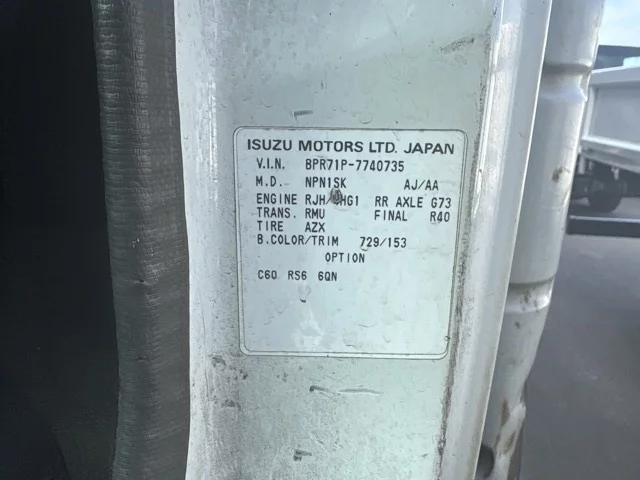 ISUZU MOTORS LTD. JAPAN
V.I.N. BPR71P-7740735
M.D. NPN1SK AJ/AA
ENGINE RR AXLE G73
TRANS. RMU FINAL R40
TIRE AZX
B.COLOR/TRIM 729/153
OPTION
C60 RS6 6QN